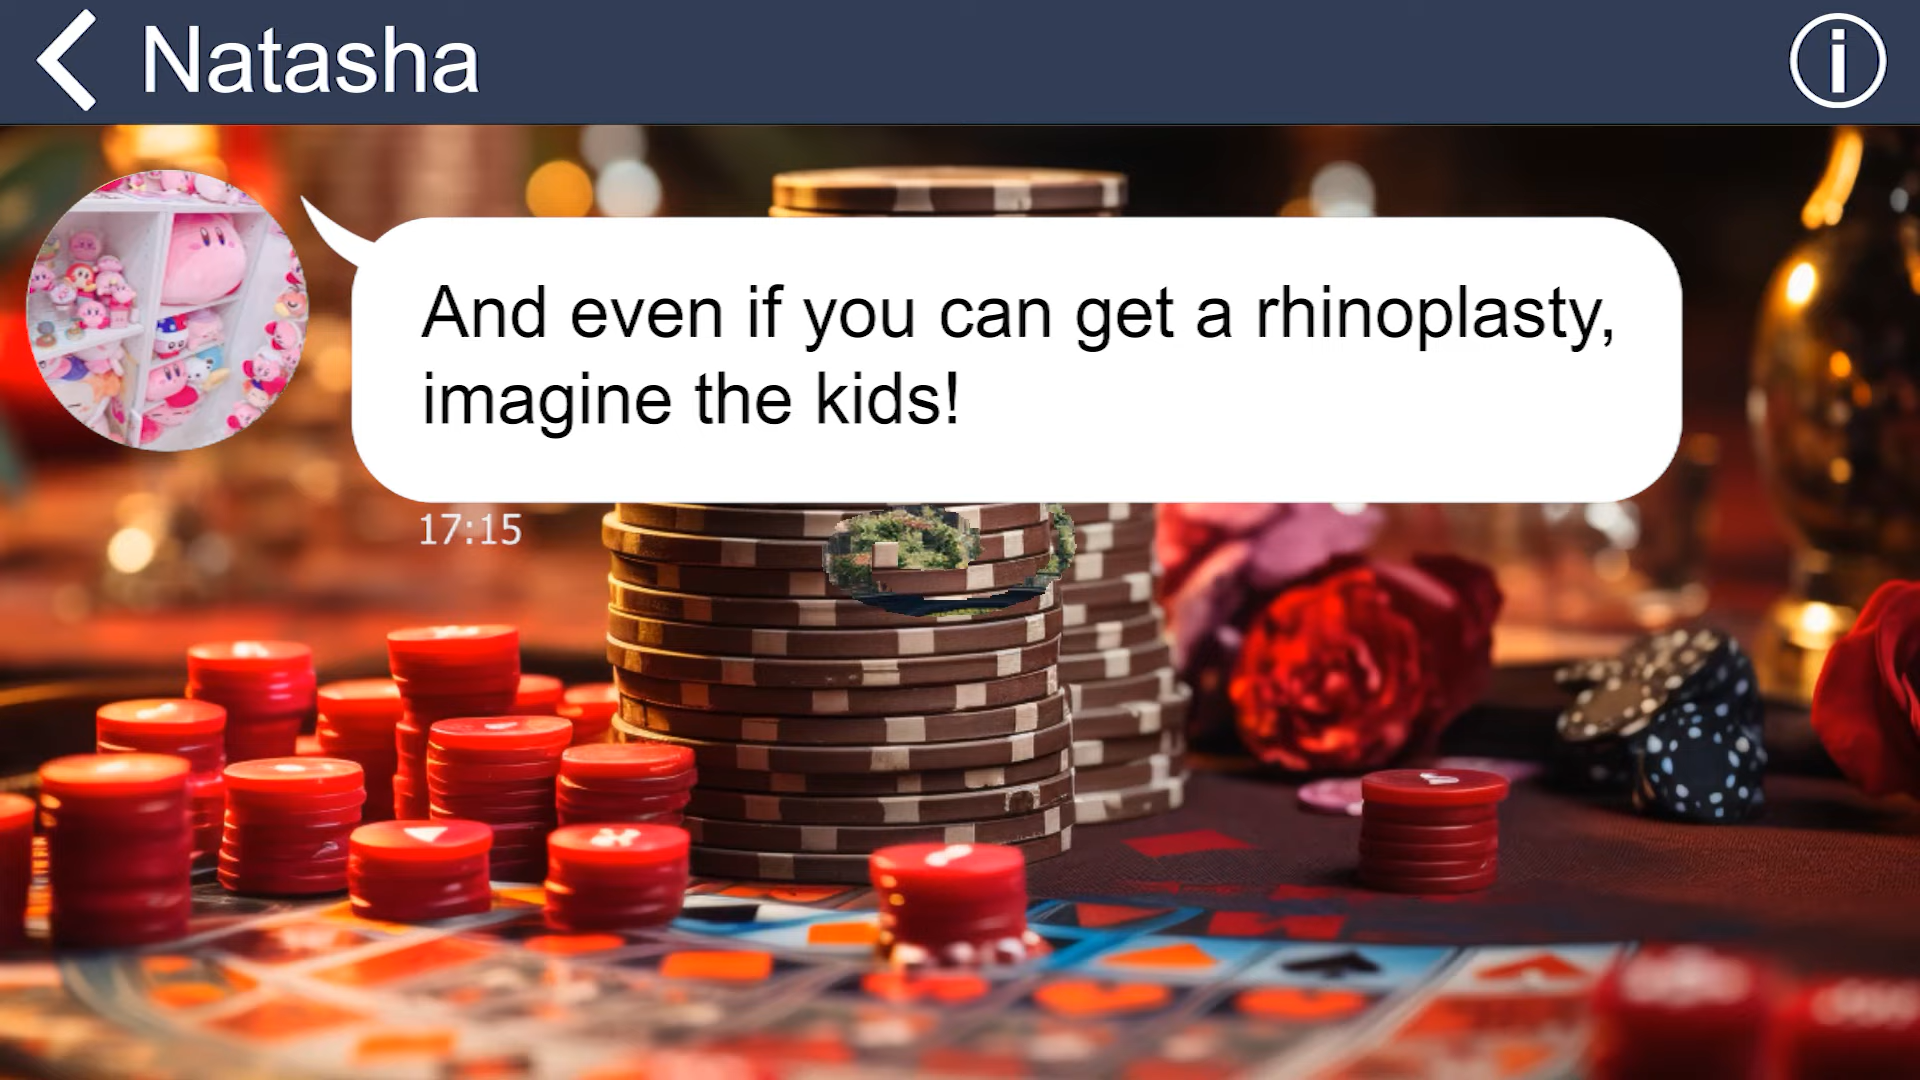 Natasha
And even if you can get a rhinoplasty,
imagine the kids!
17:15